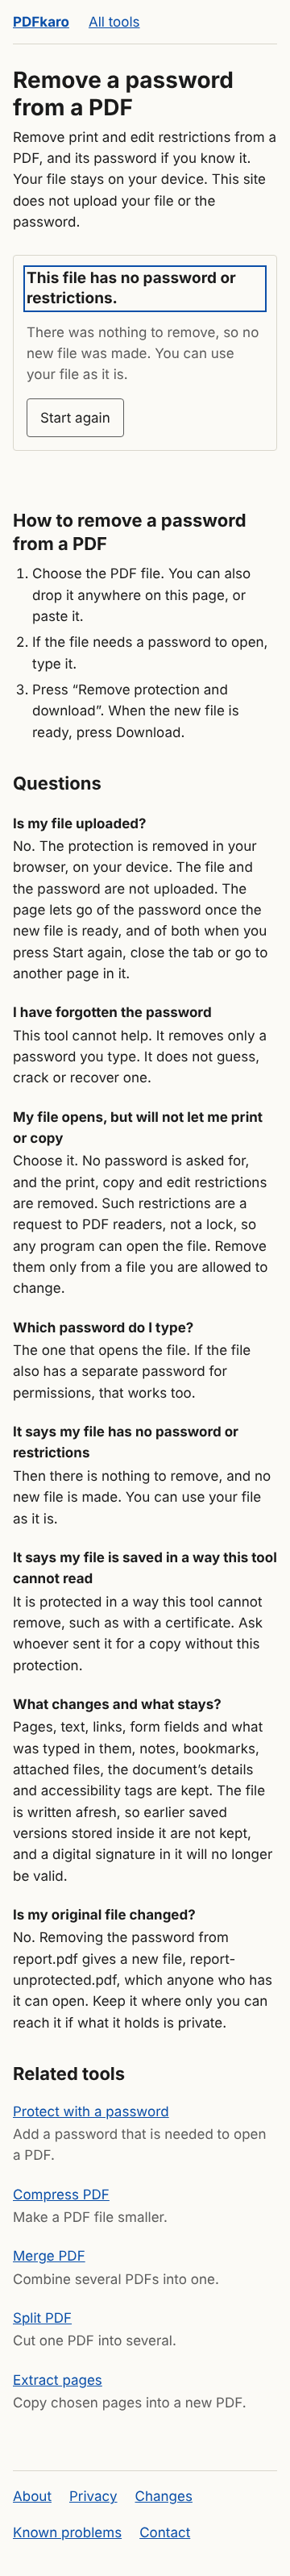 PDFkaro All tools
Remove a password
from a PDF
Remove print and edit restrictions from a
PDF, and its password if you know it.
Your file stays on your device. This site
does not upload your file or the
password.
This file has no password or
restrictions.
There was nothing to remove, so no
new file was made. You can use
your file as it is.
Start again
How to remove a password
from a PDF
1. Choose the PDF file. You can also
drop it anywhere on this page, or
paste it.
2. If the file needs a password to open,
type it.
3. Press “Remove protection and
download”. When the new file is
ready, press Download.
Questions
Is my file uploaded?
No. The protection is removed in your
browser, on your device. The file and
the password are not uploaded. The
page lets go of the password once the
new file is ready, and of both when you
press Start again, close the tab or go to
another page in it.
I have forgotten the password
This tool cannot help. It removes only a
password you type. It does not guess,
crack or recover one.
My file opens, but will not let me print
or copy
Choose it. No password is asked for,
and the print, copy and edit restrictions
are removed. Such restrictions are a
request to PDF readers, not a lock, so
any program can open the file. Remove
them only from a file you are allowed to
change.
Which password do I type?
The one that opens the file. If the file
also has a separate password for
permissions, that works too.
It says my file has no password or
restrictions
Then there is nothing to remove, and no
new file is made. You can use your file
as it is.
It says my file is saved in a way this tool
cannot read
It is protected in a way this tool cannot
remove, such as with a certificate. Ask
whoever sent it for a copy without this
protection.
What changes and what stays?
Pages, text, links, form fields and what
was typed in them, notes, bookmarks,
attached files, the document’s details
and accessibility tags are kept. The file
is written afresh, so earlier saved
versions stored inside it are not kept,
and a digital signature in it will no longer
be valid.
Is my original file changed?
No. Removing the password from
report.pdf gives a new file, report-
unprotected.pdf, which anyone who has
it can open. Keep it where only you can
reach it if what it holds is private.
Related tools
Protect with a password
Add a password that is needed to open
a PDF.
Compress PDF
Make a PDF file smaller.
Merge PDF
Combine several PDFs into one.
Split PDF
Cut one PDF into several.
Extract pages
Copy chosen pages into a new PDF.
About Privacy Changes
Known problems Contact